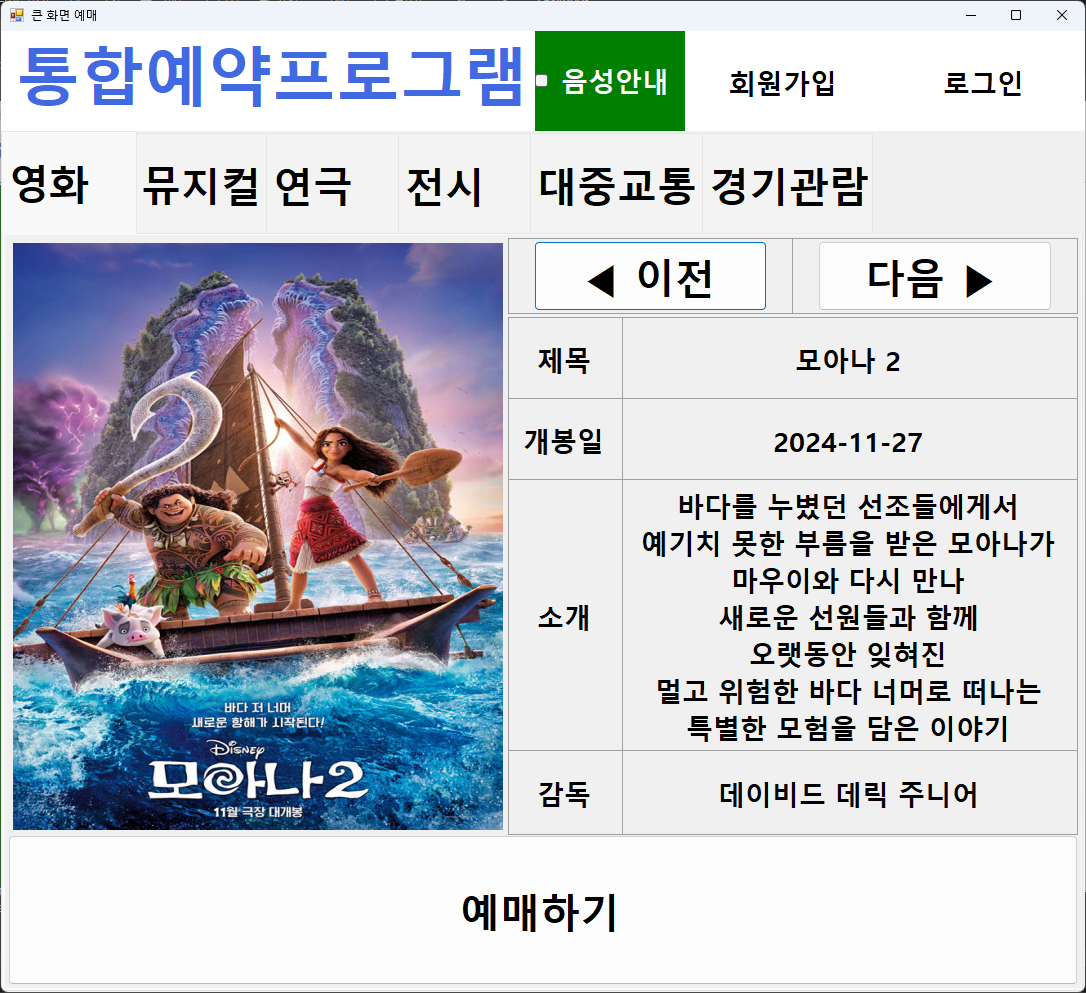 큰 화면 예매
통합예약프로그램
음성안내
회원가입
로그인
영화
뮤지컬
연극
전시
대중교통
경기관람
◀ 이전
다음 ▶
제목
모아나 2
개봉일
2024-11-27
소개
바다를 누볐던 선조들에게서
예기치 못한 부름을 받은 모아나가
마우이와 다시 만나
새로운 선원들과 함께
오랫동안 잊혀진
멀고 위험한 바다 너머로 떠나는
특별한 모험을 담은 이야기
감독
데이비드 데릭 주니어
바다 저 너머
새로운 항해가 시작된다!
Disney
모아나2
11월 극장 대개봉
예매하기